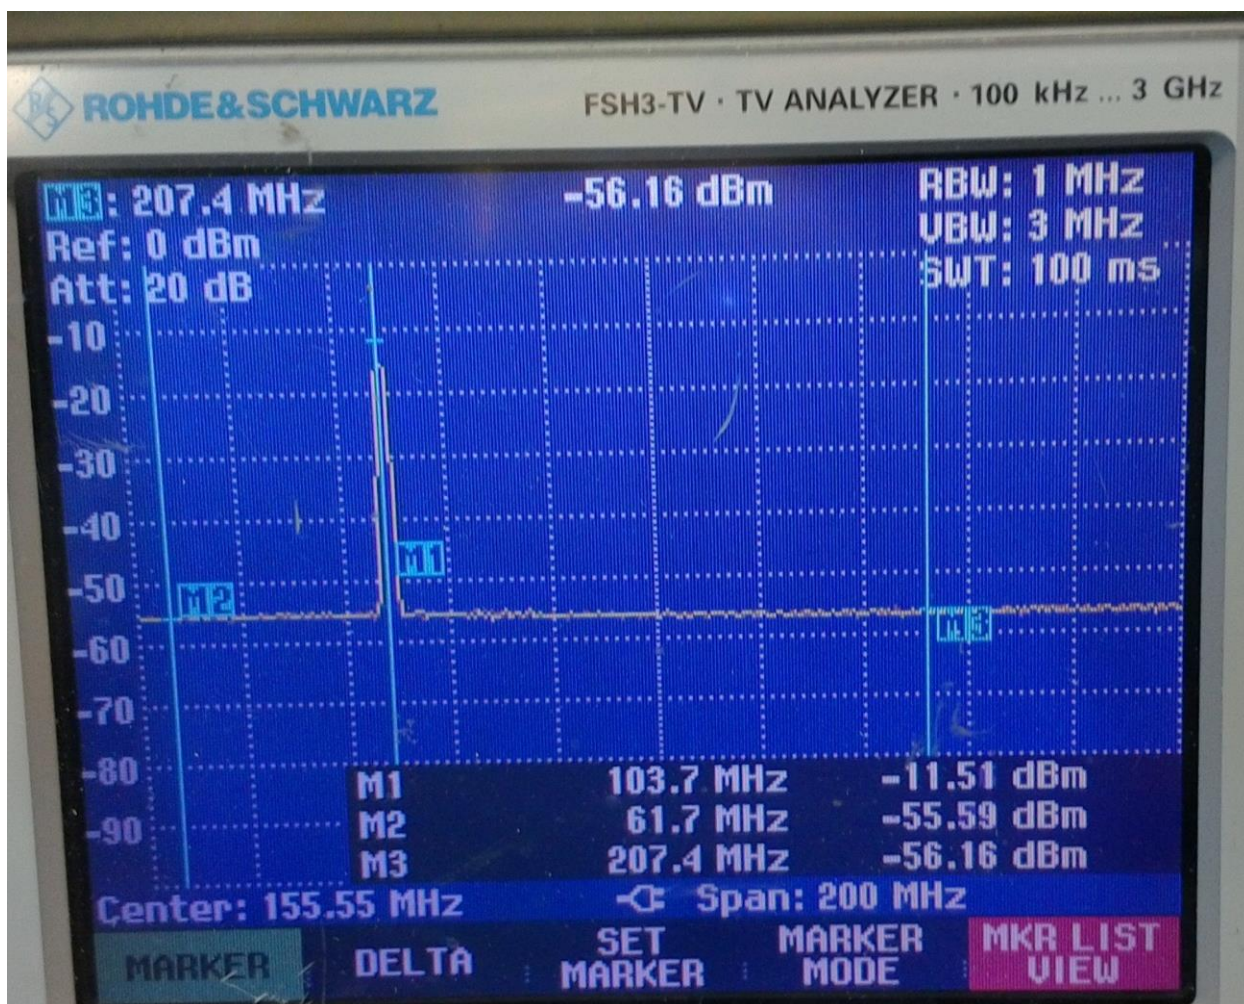 R&S ROHDE&SCHWARZ FSH3-TV · TV ANALYZER · 100 kHz ... 3 GHz
M3: 207.4 MHz -56.16 dBm RBW: 1 MHz
Ref: 0 dBm VBW: 3 MHz
Att: 20 dB SWT: 100 ms
-10
-20
-30
-40
M1
-50
M2
M3
-60
-70
-80
M1 103.7 MHz -11.51 dBm
M2 61.7 MHz -55.59 dBm
-90
M3 207.4 MHz -56.16 dBm
Center: 155.55 MHz Span: 200 MHz
MARKER DELTA SET MARKER MARKER MODE MKR LIST VIEW